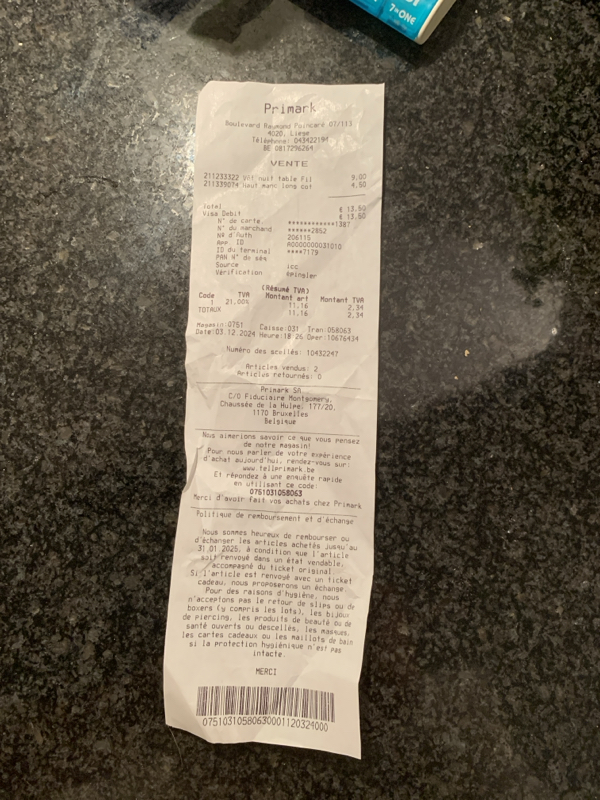 7in ONE
Primark
Boulevard Raymond Poincaré 07/113
4020, Liege
Téléphone: 043422194
BE 0817296264
VENTE
211233322 Vêt nuit table Fil 9.00
211339074 Haut manc long cot 4.50
Total € 13.50
Visa Debit € 13.50
N° de carte ************1387
N° du marchand ******2852
NR d'Auth 206115
App. ID A0000000031010
ID du terminal ****7179
PAN N° de séq
Source icc
Vérification épingler
(Résumé TVA)
Code TVA Montant art Montant TVA
1 21.00% 11.16 2.34
TOTAUX 11.16 2.34
Magasin:0751 Caisse:031 Tran:058063
Date:03.12.2024 Heure:18:26 Oper:10676434
Numéro des scellés: 10432247
Articles vendus: 2
Articles retournés: 0
Primark SA
C/O Fiduciaire Montgomery,
Chaussée de la Hulpe, 177/20,
1170 Bruxelles
Belgique
Nous aimerions savoir ce que vous pensez
de notre magasin!
Pour nous parler de votre expérience
d'achat aujourd'hui, rendez-vous sur:
www.tellprimark.be
Et répondez à une enquête rapide
en utilisant ce code:
0751031058063
Merci d'avoir fait vos achats chez Primark
Politique de remboursement et d'échange
Nous sommes heureux de rembourser ou
d'échanger les articles achetés jusqu'au
31.01.2025, à condition que l'article
soit renvoyé dans un état vendable,
accompagné du ticket original.
Si l'article est renvoyé avec un ticket
cadeau, nous proposerons un échange.
Pour des raisons d'hygiène, nous
n'acceptons pas le retour de slips ou de
boxers (y compris les lots), les bijoux
de piercing, les produits de beauté ou de
santé ouverts ou descellés, les masques,
les cartes cadeaux ou les maillots de bain
si la protection hygiénique n'est pas
intacte.
MERCI
07510310580630001120324000